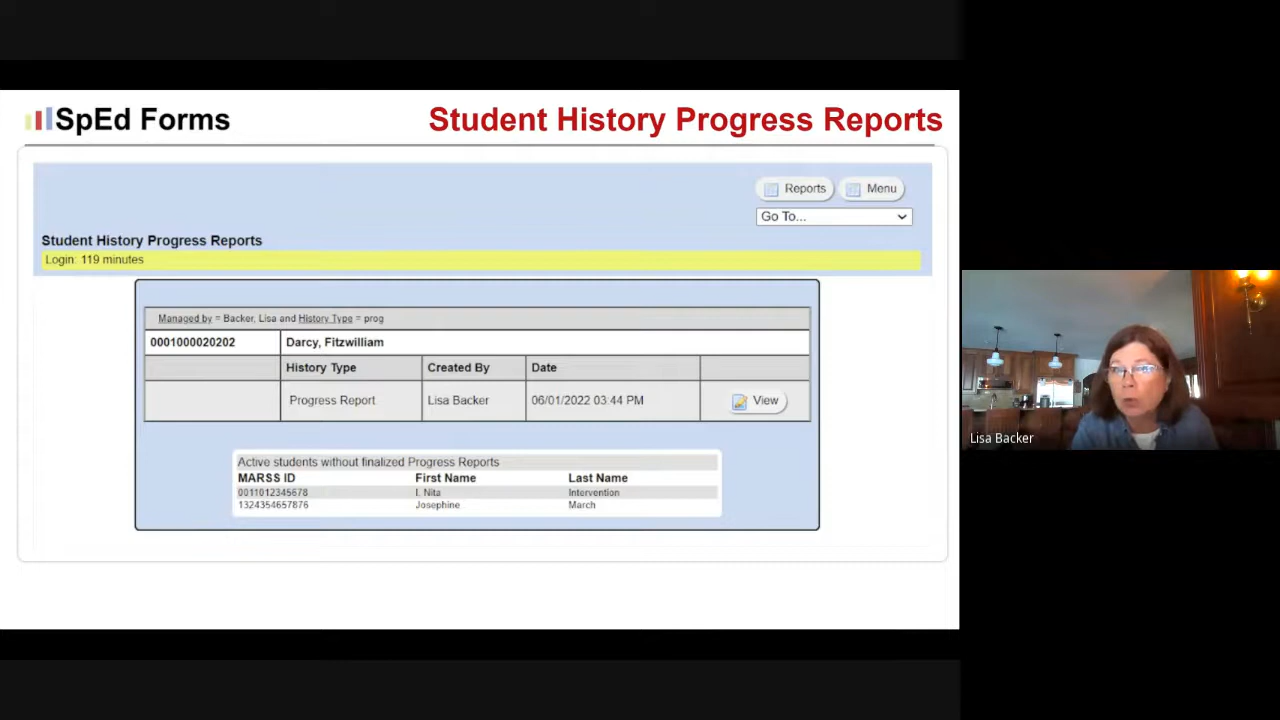 SpEd Forms
Student History Progress Reports
Reports
Menu
Go To...
Student History Progress Reports
Login: 119 minutes
Managed by = Backer, Lisa and History Type = prog
0001000020202 Darcy, Fitzwilliam
History Type Created By Date
Progress Report Lisa Backer 06/01/2022 03:44 PM View
Active students without finalized Progress Reports
MARSS ID First Name Last Name
0011012345678 I. Nita Intervention
1324354657876 Josephine March
Lisa Backer